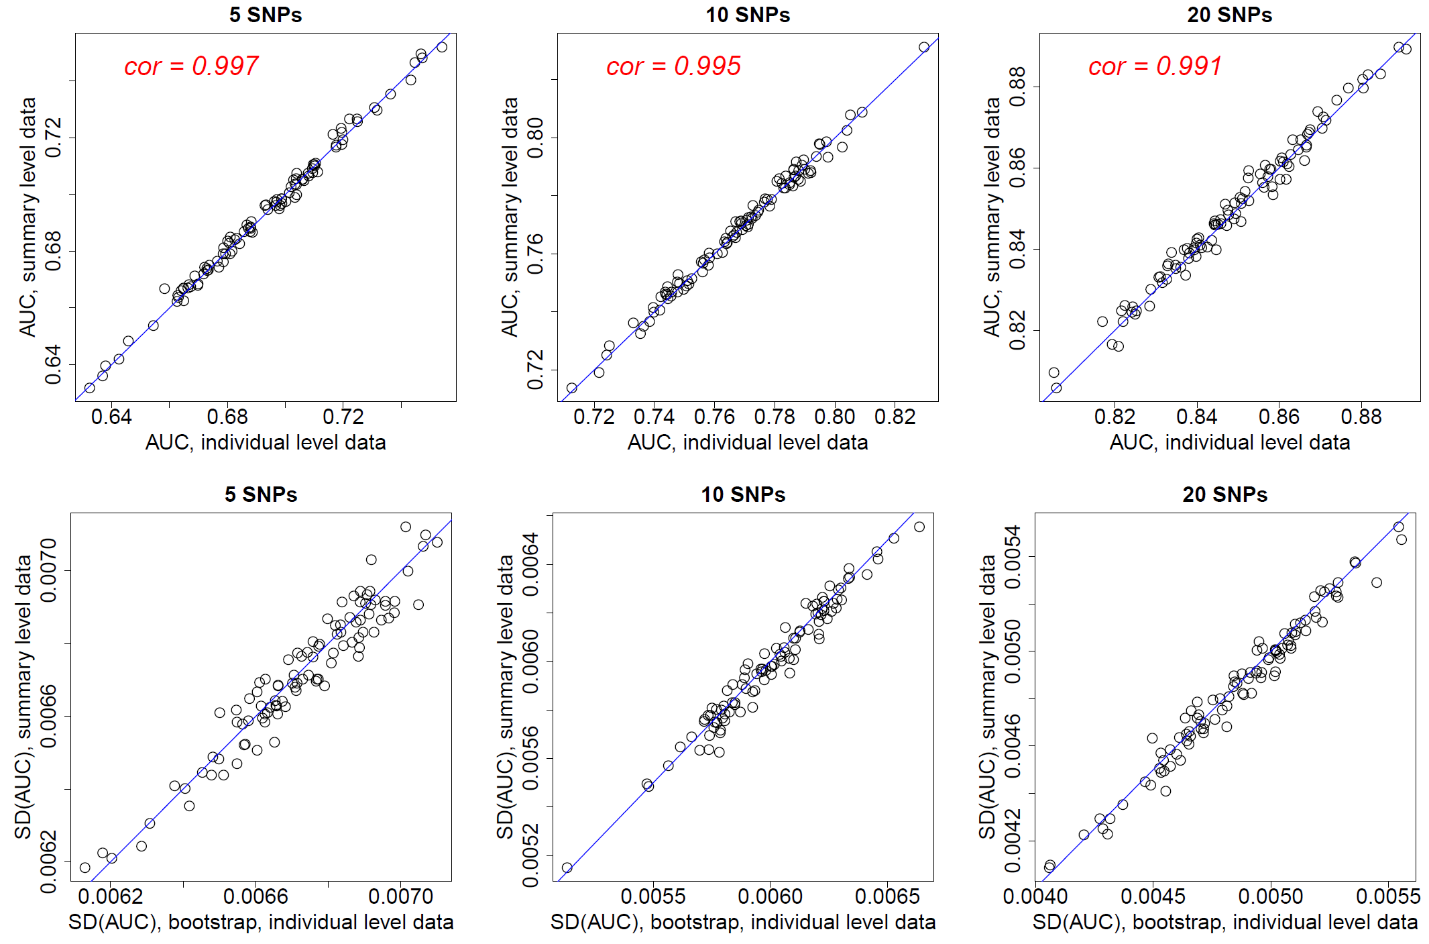 5 SNPs
10 SNPs
20 SNPs
cor = 0.997
cor = 0.995
cor = 0.991
AUC, summary level data
0.64
0.68
0.72
0.64
0.68
0.72
AUC, individual level data
AUC, summary level data
0.72
0.76
0.80
0.72
0.74
0.76
0.78
0.80
0.82
AUC, individual level data
AUC, summary level data
0.82
0.84
0.86
0.88
0.82
0.84
0.86
0.88
AUC, individual level data
5 SNPs
10 SNPs
20 SNPs
SD(AUC), summary level data
0.0062
0.0066
0.0070
0.0062
0.0066
0.0070
SD(AUC), bootstrap, individual level data
SD(AUC), summary level data
0.0052
0.0056
0.0060
0.0064
0.0055
0.0060
0.0065
SD(AUC), bootstrap, individual level data
SD(AUC), summary level data
0.0042
0.0046
0.0050
0.0054
0.0040
0.0045
0.0050
0.0055
SD(AUC), bootstrap, individual level data